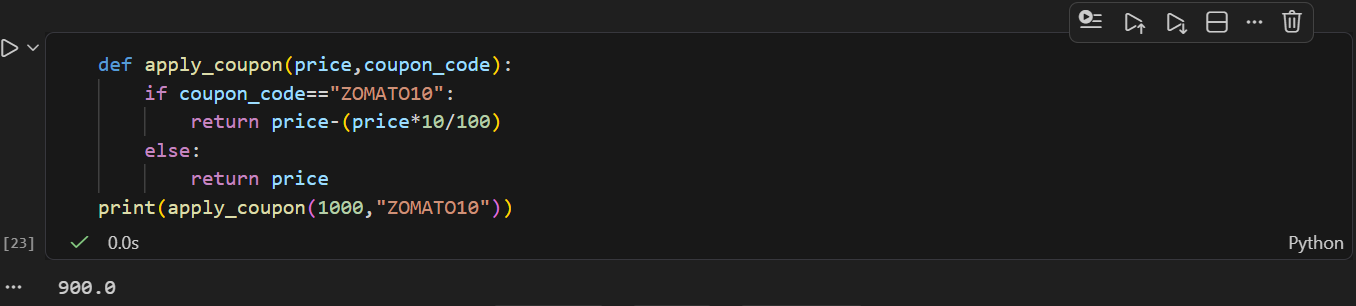 def apply_coupon(price,coupon_code):
    if coupon_code=="ZOMATO10":
        return price-(price*10/100)
    else:
        return price
print(apply_coupon(1000,"ZOMATO10"))
[23]
0.0s
Python
900.0